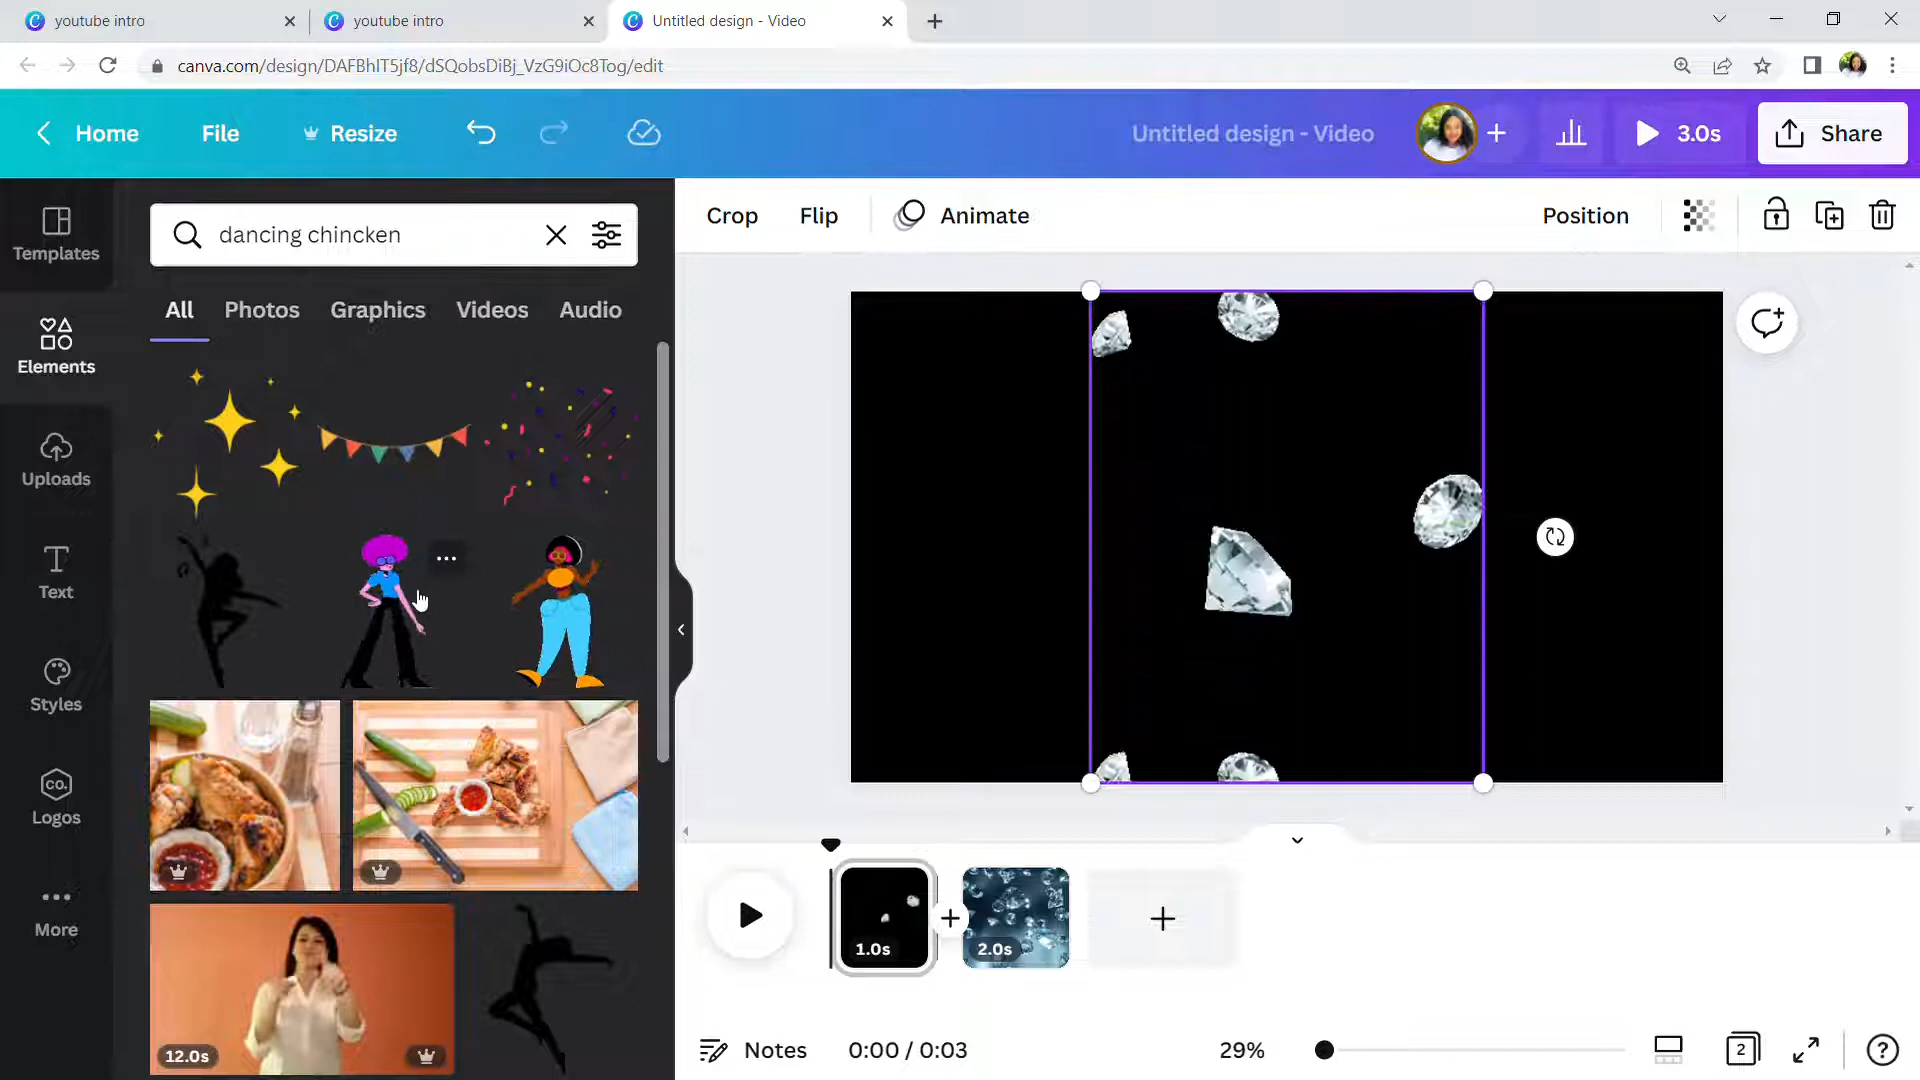 youtube intro
youtube intro
Untitled design - Video
canva.com/design/DAFBhIT5jf8/dSQobsDiBj_VzG9iOc8Tog/edit
Home
File
Resize
Untitled design - Video
3.0s
Share
Templates
Elements
Uploads
Text
Styles
CO.
Logos
More
dancing chincken
All
Photos
Graphics
Videos
Audio
12.0s
Crop
Flip
Animate
Position
1.0s
2.0s
Notes
0:00 / 0:03
29%
2